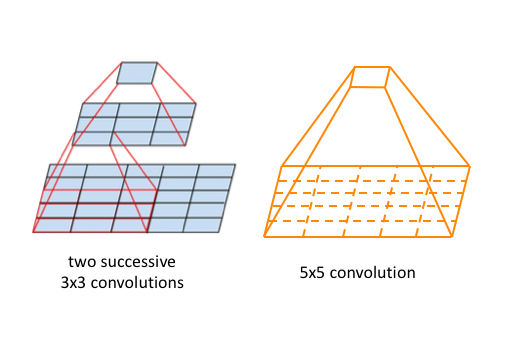 two successive
3x3 convolutions
5x5 convolution